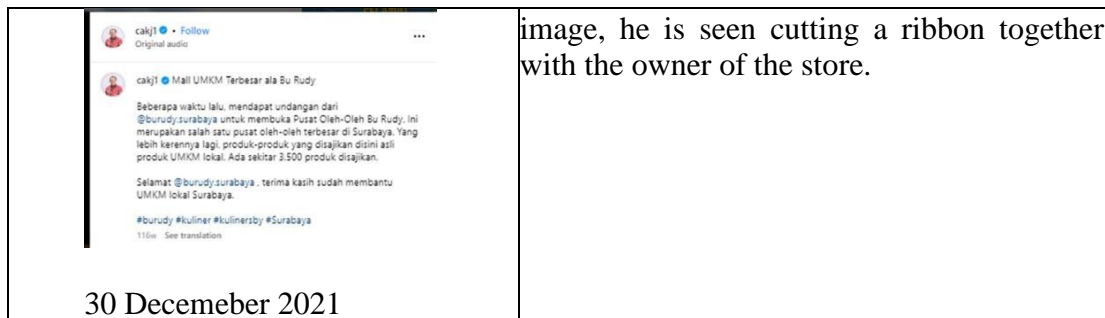 cakj1 • Follow
Original audio
cakj1 Mall UMKM Terbesar ala Bu Rudy
Beberapa waktu lalu, mendapat undangan dari
@burudy.surabaya untuk membuka Pusat Oleh-Oleh Bu Rudy. Ini
merupakan salah satu pusat oleh-oleh terbesar di Surabaya. Yang
lebih kerennya lagi, produk-produk yang disajikan disini asli
produk UMKM lokal. Ada sekitar 3.500 produk disajikan.
Selamat @burudy.surabaya , terima kasih sudah membantu
UMKM lokal Surabaya.
#burudy #kuliner #kulinersby #Surabaya
116w See translation
30 Decemeber 2021
image, he is seen cutting a ribbon together
with the owner of the store.